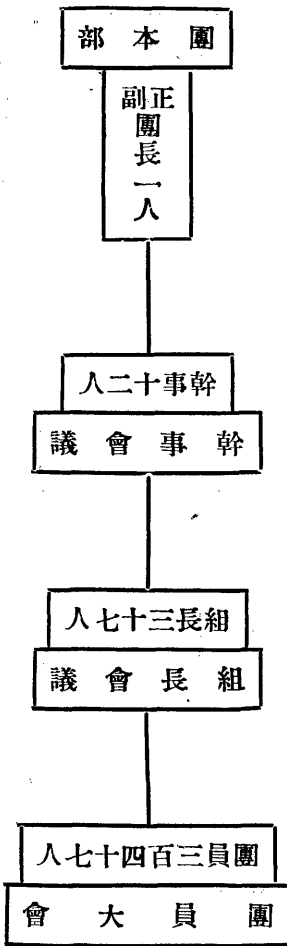 團本部
正副團長一人
幹事十二人
幹事會議
組長三十七人
組長會議
團員三百四十七人
團員大會